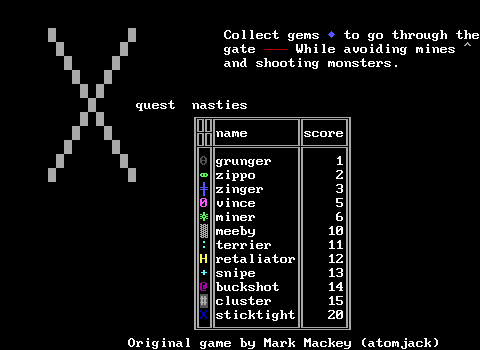 Collect gems ♦ to go through the
gate ─── While avoiding mines ^
and shooting monsters.
X
quest nasties
name score
θ grunger 1
∞ zippo 2
╪ zinger 3
0 vince 5
☼ miner 6
▒ meeby 10
: terrier 11
H retaliator 12
+ snipe 13
@ buckshot 14
# cluster 15
X sticktight 20
Original game by Mark Mackey (atomjack)